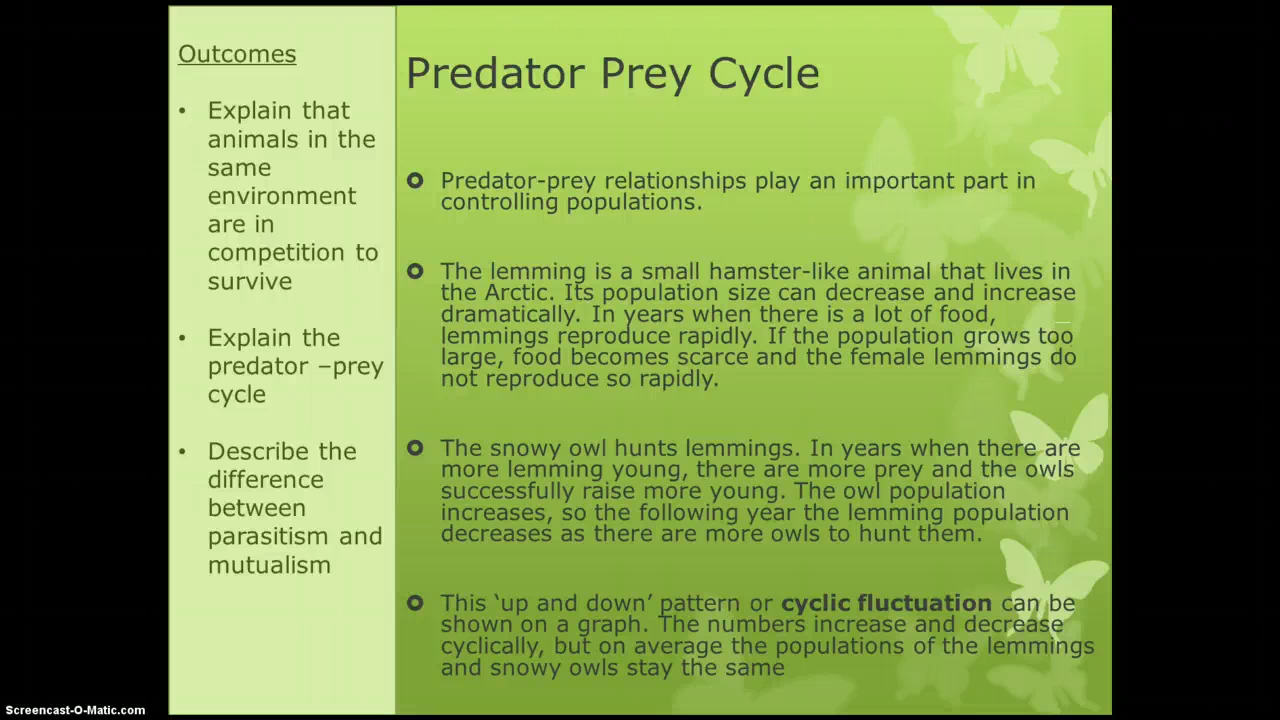 Outcomes
• Explain that
animals in the
same
environment
are in
competition to
survive
• Explain the
predator –prey
cycle
• Describe the
difference
between
parasitism and
mutualism
Predator Prey Cycle
Predator-prey relationships play an important part in
controlling populations.
The lemming is a small hamster-like animal that lives in
the Arctic. Its population size can decrease and increase
dramatically. In years when there is a lot of food,
lemmings reproduce rapidly. If the population grows too
large, food becomes scarce and the female lemmings do
not reproduce so rapidly.
The snowy owl hunts lemmings. In years when there are
more lemming young, there are more prey and the owls
successfully raise more young. The owl population
increases, so the following year the lemming population
decreases as there are more owls to hunt them.
This ‘up and down’ pattern or cyclic fluctuation can be
shown on a graph. The numbers increase and decrease
cyclically, but on average the populations of the lemmings
and snowy owls stay the same
Screencast-O-Matic.com